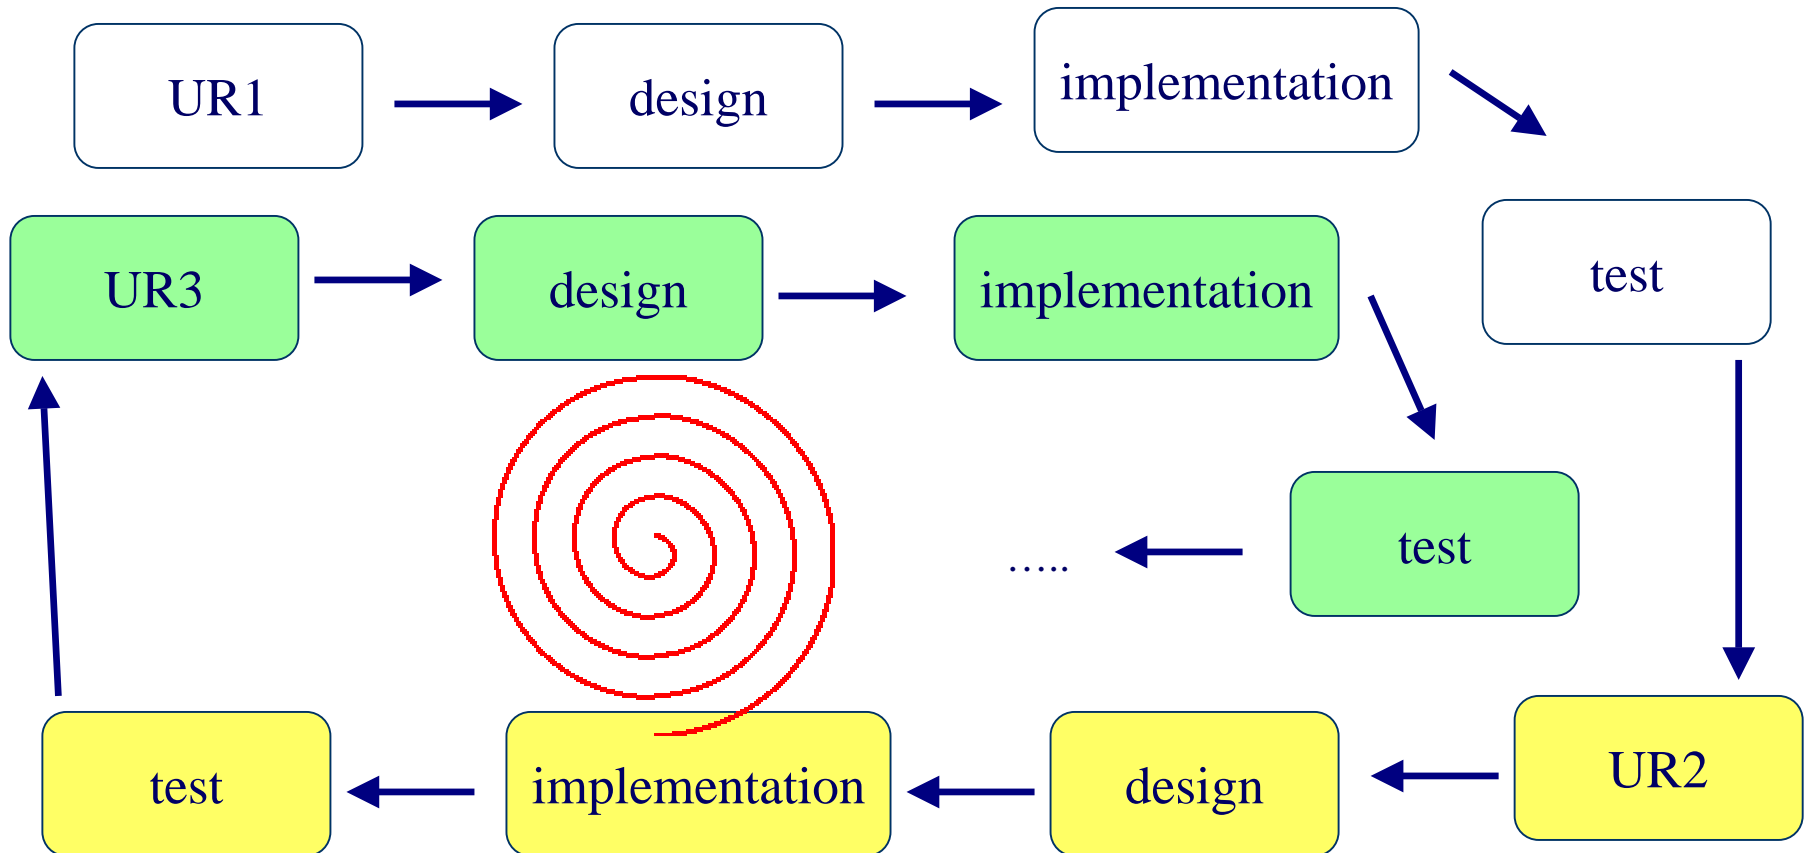 UR1
design
implementation
test
UR2
design
implementation
test
UR3
design
implementation
test
.....